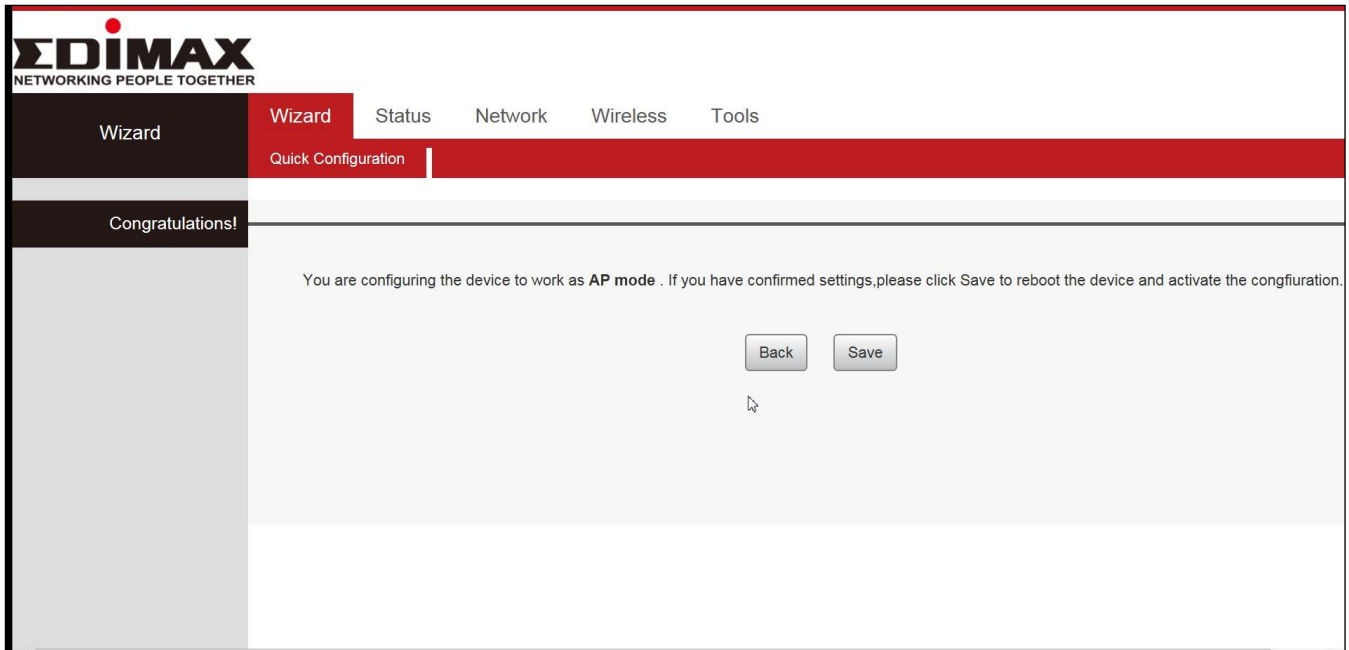 EDIMAX
NETWORKING PEOPLE TOGETHER
Wizard
Wizard Status Network Wireless Tools
Quick Configuration
Congratulations!
You are configuring the device to work as AP mode . If you have confirmed settings,please click Save to reboot the device and activate the congfiuration.
Back Save